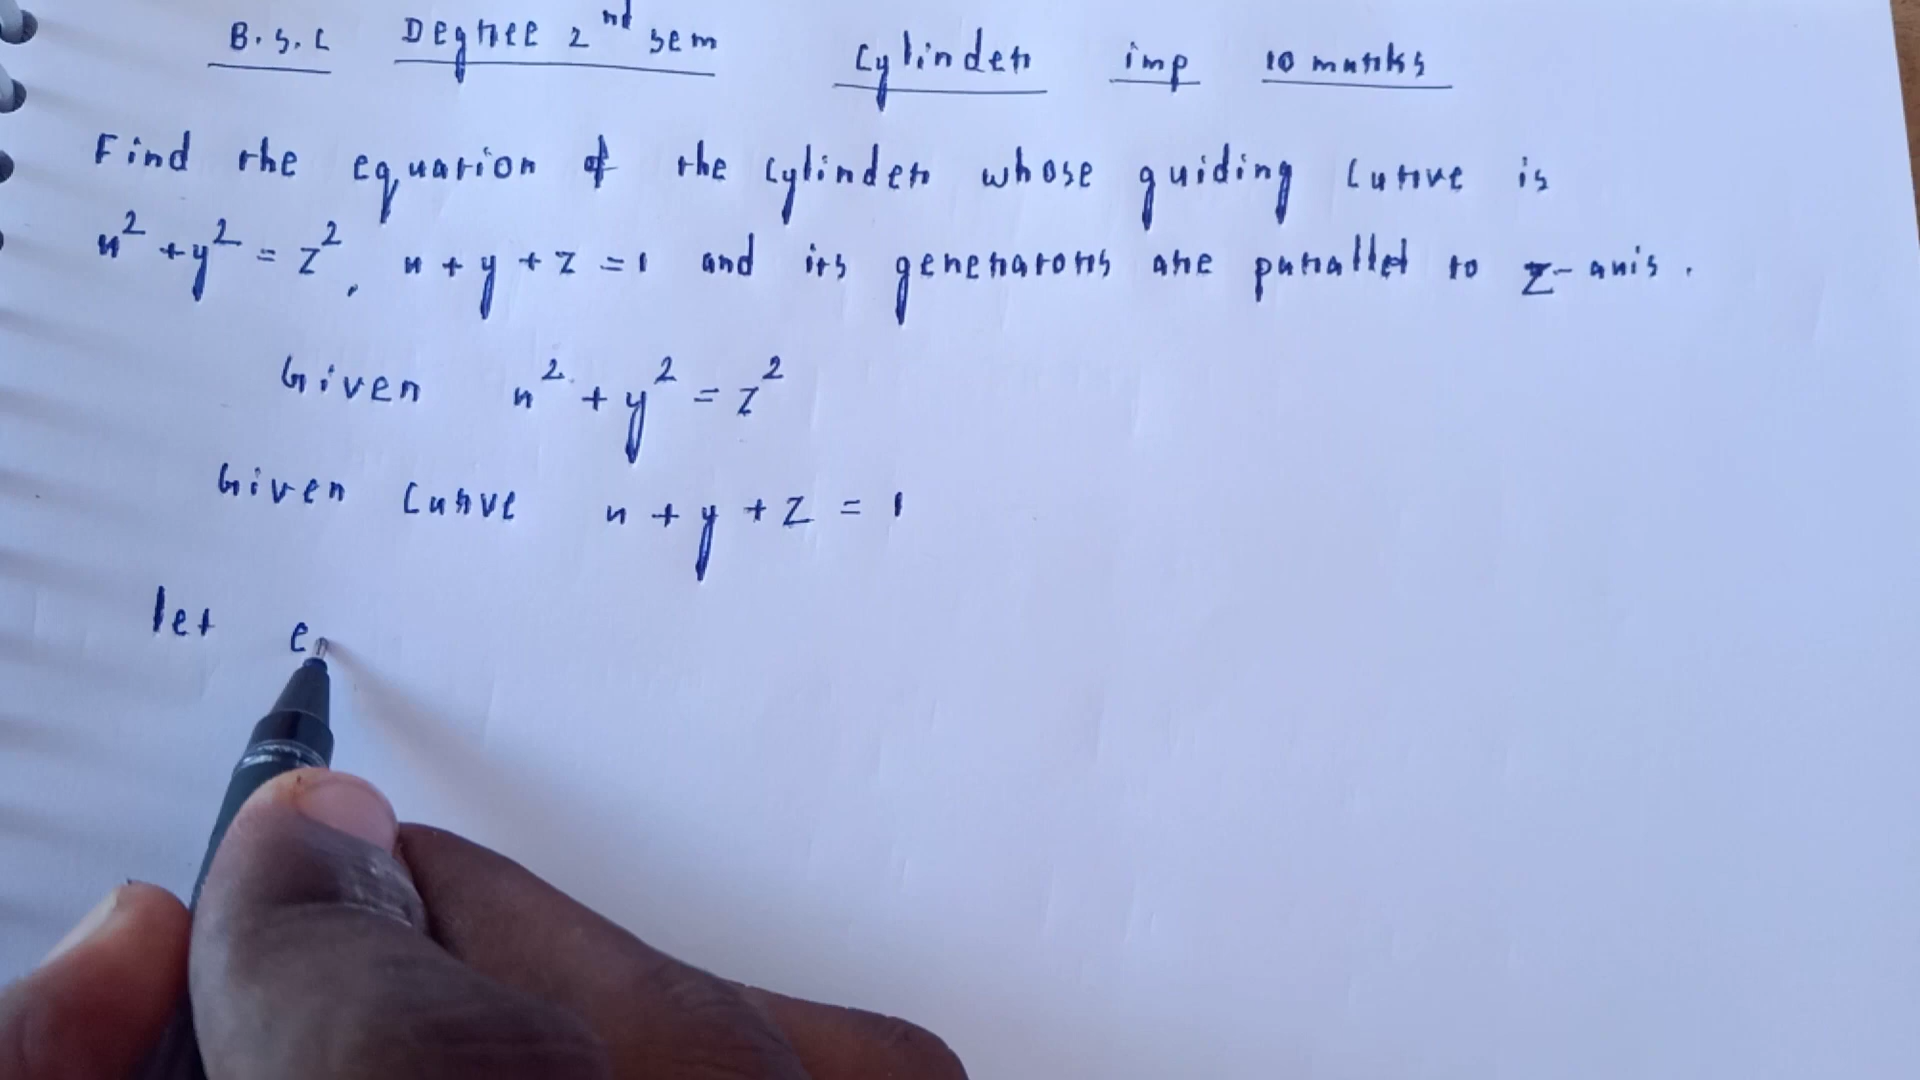 B.S.C Degree 2nd sem Cylinder imp 10 marks
Find the equation of the cylinder whose guiding curve is
x² + y² = z², x + y + z = 1 and its generators are parallel to z-axis.
Given x² + y² = z²
Given curve x + y + z = 1
let e